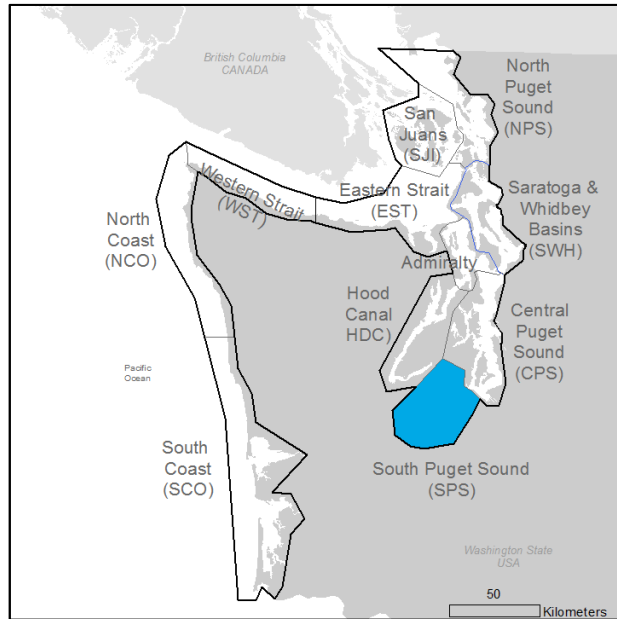 British Columbia
CANADA
North
Puget
Sound
(NPS)
San
Juans
(SJI)
Western Strait
(WST)
Eastern Strait
(EST)
Saratoga &
Whidbey
Basins
(SWH)
North
Coast
(NCO)
Admiralty
Hood
Canal
HDC)
Central
Puget
Sound
(CPS)
Pacific
Ocean
South
Coast
(SCO)
South Puget Sound
(SPS)
Washington State
USA
50
Kilometers